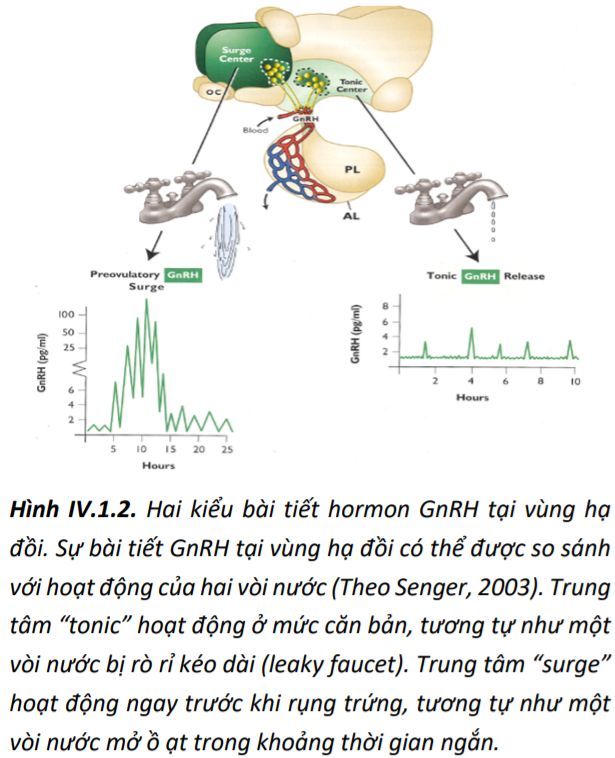 Surge
Center
OC
Tonic
Center
GnRH
Blood
PL
AL
Preovulatory GnRH
Surge
GnRH (pg/ml)
100
50
25
6
4
2
5 10 15 20 25
Hours
Tonic GnRH Release
GnRH (pg/ml)
8
6
4
2
2 4 6 8 10
Hours
Hình IV.1.2. Hai kiểu bài tiết hormon GnRH tại vùng hạ
đồi. Sự bài tiết GnRH tại vùng hạ đồi có thể được so sánh
với hoạt động của hai vòi nước (Theo Senger, 2003). Trung
tâm “tonic” hoạt động ở mức căn bản, tương tự như một
vòi nước bị rò rỉ kéo dài (leaky faucet). Trung tâm “surge”
hoạt động ngay trước khi rụng trứng, tương tự như một
vòi nước mở ồ ạt trong khoảng thời gian ngắn.